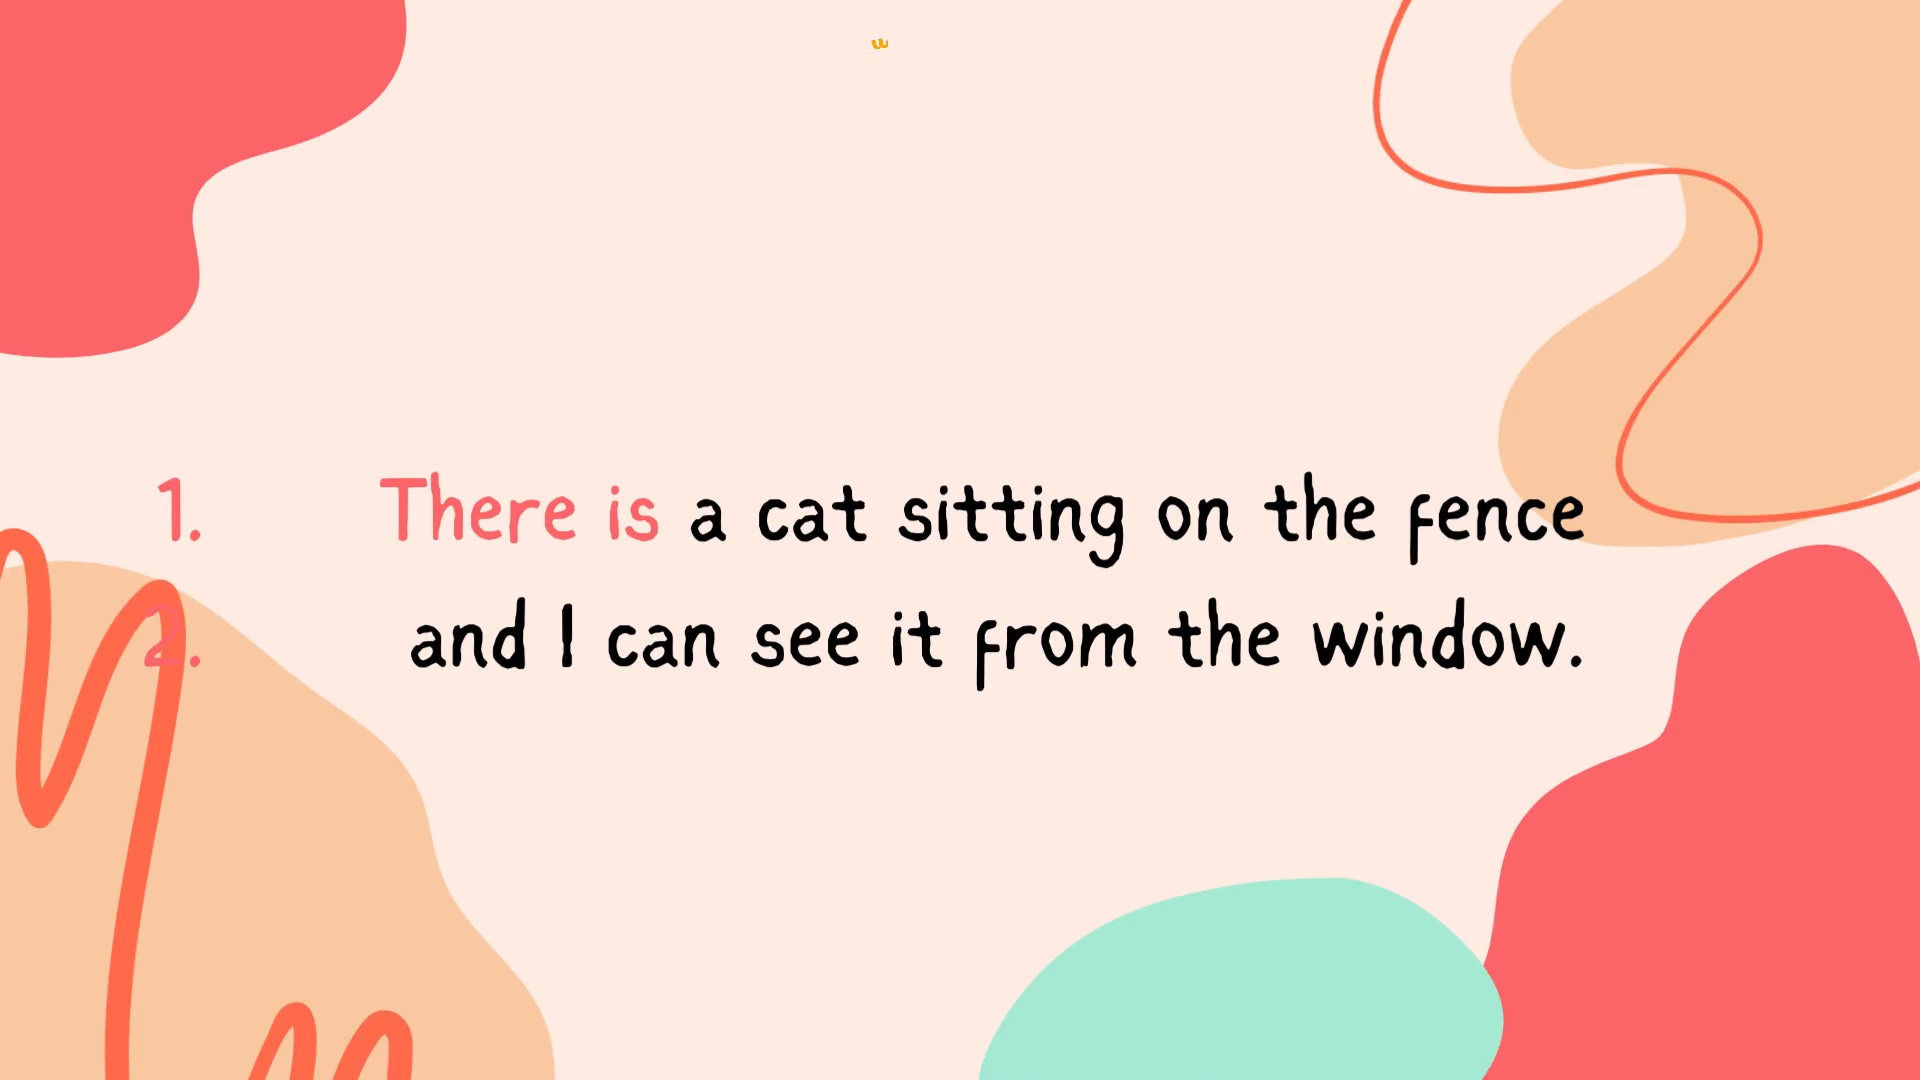 1. There is a cat sitting on the fence
2. and I can see it from the window.